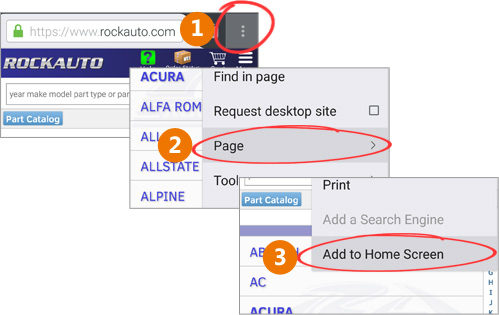 https://www.rockauto.com
1
ROCKAUTO
year make model part type or par
Part Catalog
ACURA
ALFA ROM
ALL
ALLSTATE
ALPINE
Find in page
Request desktop site
2
Page
Tool
Print
Part Catalog
Add a Search Engine
3
Add to Home Screen
AC
ACURA
G
H
I
J
K